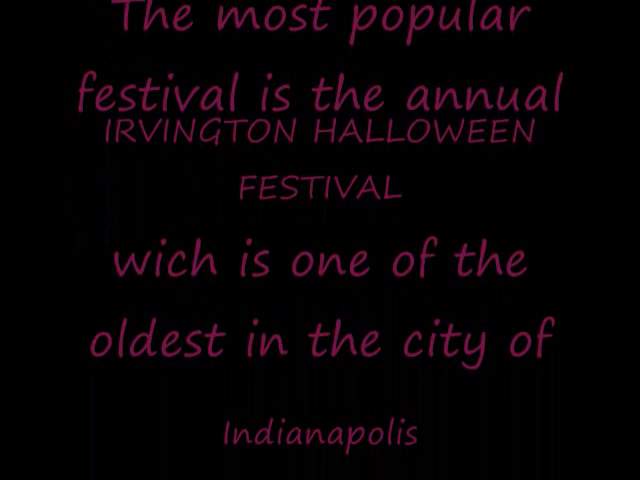 The most popular
festival is the annual
IRVINGTON HALLOWEEN
FESTIVAL
wich is one of the
oldest in the city of
Indianapolis